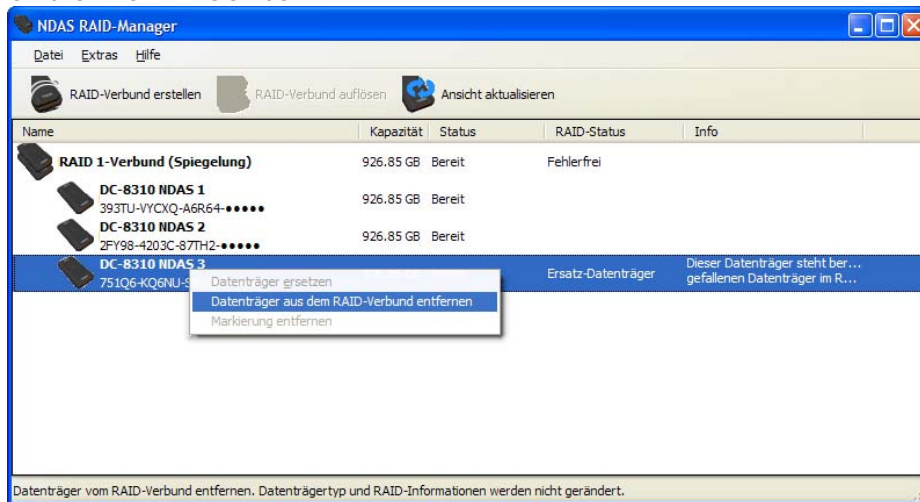 NDAS RAID-Manager
Datei Extras Hilfe
RAID-Verbund erstellen RAID-Verbund auflösen Ansicht aktualisieren
Name Kapazität Status RAID-Status Info
RAID 1-Verbund (Spiegelung) 926.85 GB Bereit Fehlerfrei
DC-8310 NDAS 1
393TU-VYCXQ-A6R64-●●●●● 926.85 GB Bereit
DC-8310 NDAS 2
2FY98-4203C-87TH2-●●●●● 926.85 GB Bereit
DC-8310 NDAS 3
751Q6-KQ6NU-S Ersatz-Datenträger Dieser Datenträger steht ber...
gefallenen Datenträger im R...
Datenträger ersetzen
Datenträger aus dem RAID-Verbund entfernen
Markierung entfernen
Datenträger vom RAID-Verbund entfernen. Datenträgertyp und RAID-Informationen werden nicht gerändert.